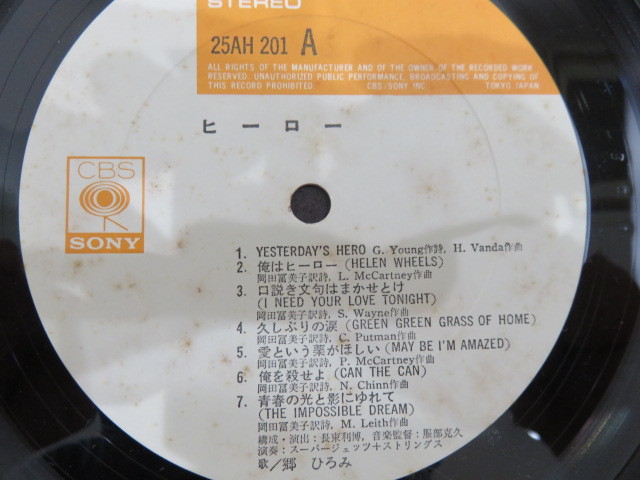 STEREO
25AH 201 A
ALL RIGHTS OF THE MANUFACTURER AND OF THE OWNER OF THE RECORDED WORK
RESERVED. UNAUTHORIZED PUBLIC PERFORMANCE, BROADCASTING AND COPYING OF
THIS RECORD PROHIBITED. CBS/SONY INC. TOKYO JAPAN
ヒーロー
CBS
SONY
1. YESTERDAY'S HERO G. Young作詩, H. Vanda作曲
2. 俺はヒーロー (HELEN WHEELS)
岡田冨美子訳詩, L. McCartney作曲
3. 口説き文句はまかせとけ
(I NEED YOUR LOVE TONIGHT)
岡田冨美子訳詩, S. Wayne作曲
4. 久しぶりの涙 (GREEN GREEN GRASS OF HOME)
岡田冨美子訳詩, C. Putman作曲
5. 愛という薬がほしい (MAY BE I'M AMAZED)
岡田冨美子訳詩, P. McCartney作曲
6. 俺を殺せよ (CAN THE CAN)
岡田冨美子訳詩, N. Chinn作曲
7. 青春の光と影にゆれて
(THE IMPOSSIBLE DREAM)
岡田冨美子訳詩, M. Leith作曲
構成・演出:長束利博, 音楽監督:服部克久
演奏:スーパージェッツ+ストリングス
歌/郷 ひろみ